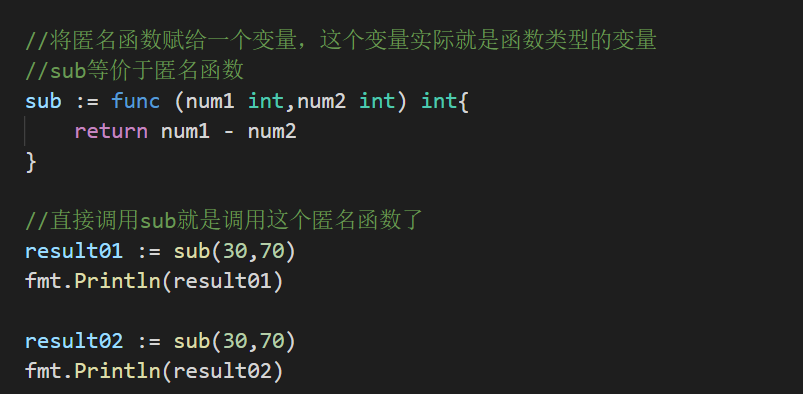 //将匿名函数赋给一个变量，这个变量实际就是函数类型的变量
//sub等价于匿名函数
sub := func (num1 int,num2 int) int{
    return num1 - num2
}
//直接调用sub就是调用这个匿名函数了
result01 := sub(30,70)
fmt.Println(result01)
result02 := sub(30,70)
fmt.Println(result02)